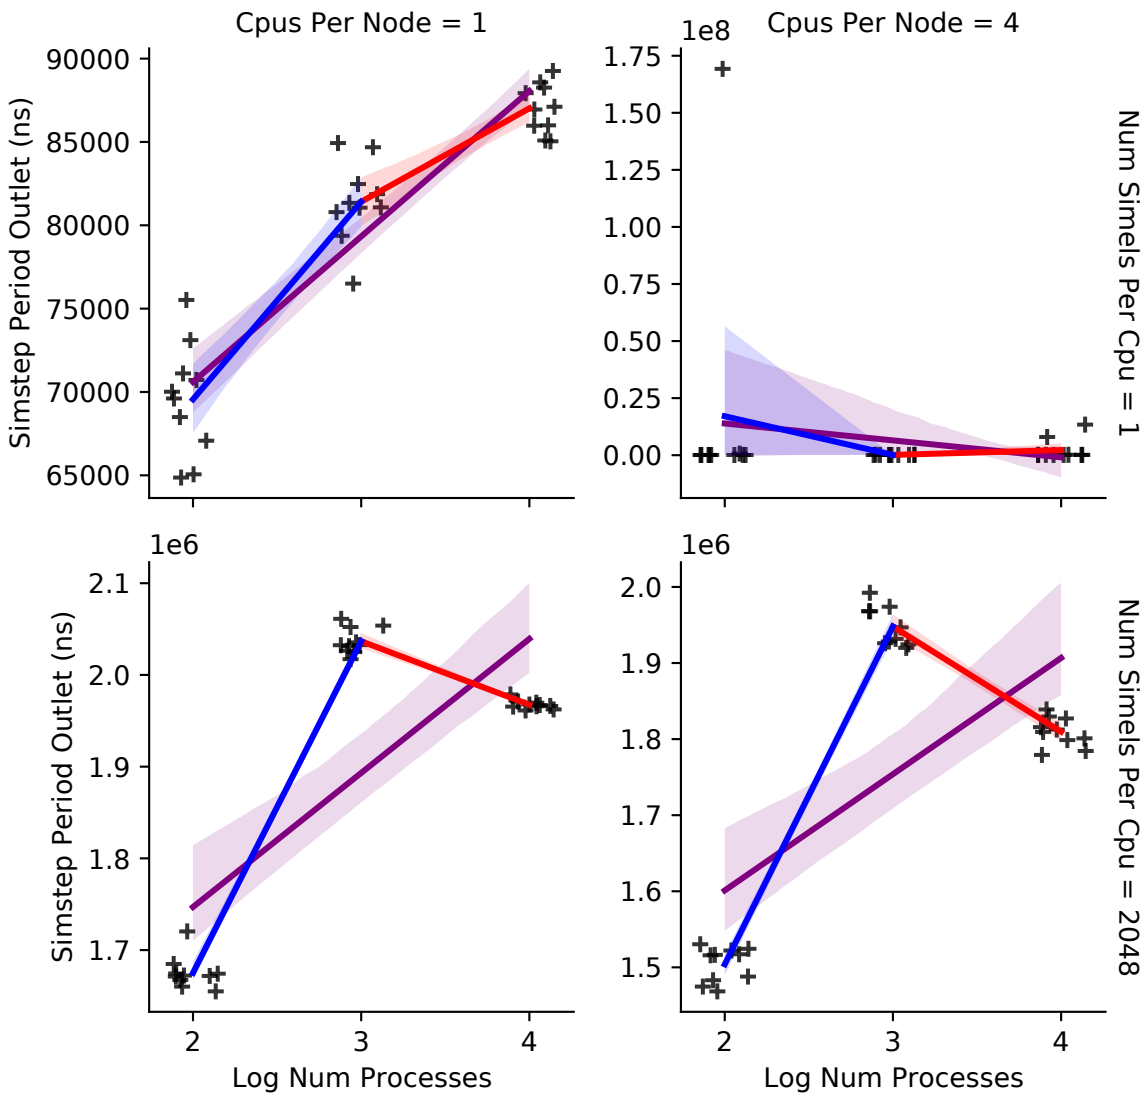 Cpus Per Node = 1
Cpus Per Node = 4
1e8
Simstep Period Outlet (ns)
90000
85000
80000
75000
70000
65000
1.75
1.50
1.25
1.00
0.75
0.50
0.25
0.00
Num Simels Per Cpu = 1
1e6
1e6
Simstep Period Outlet (ns)
2.1
2.0
1.9
1.8
1.7
2.0
1.9
1.8
1.7
1.6
1.5
Num Simels Per Cpu = 2048
2 3 4
2 3 4
Log Num Processes
Log Num Processes